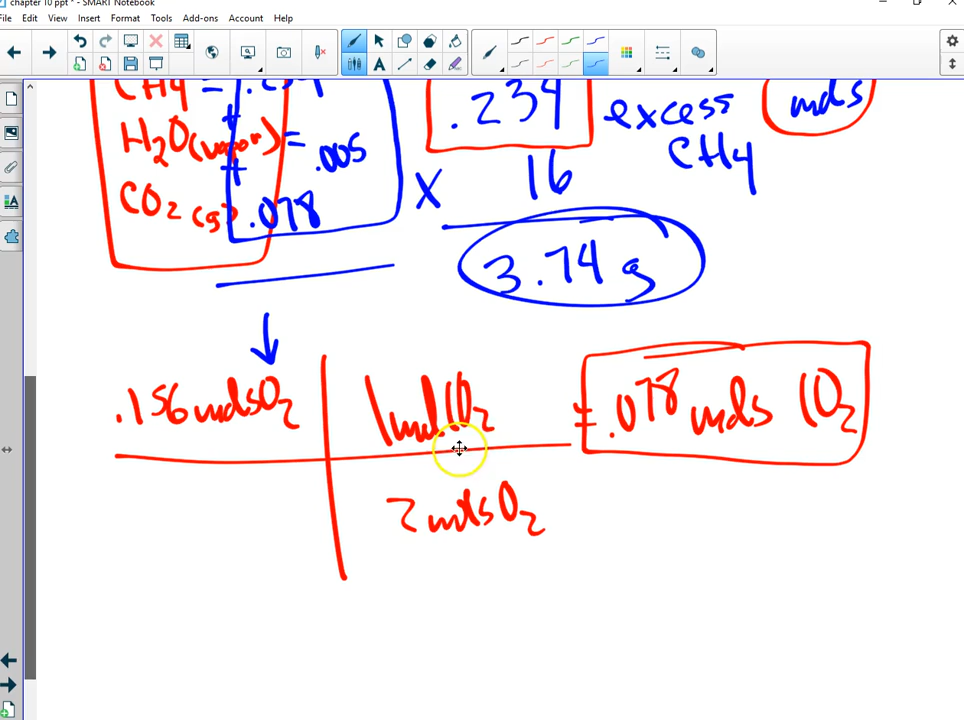 chapter 10 ppt * - SMART Notebook
File Edit View Insert Format Tools Add-ons Account Help
CH4 =
H2O(vapor) = .005
CO2 (g) .078
.234 excess CH4
mols
X 16
3.74 g
.156 mols O2
1 mol CO2
= .078 mols CO2
2 mols O2